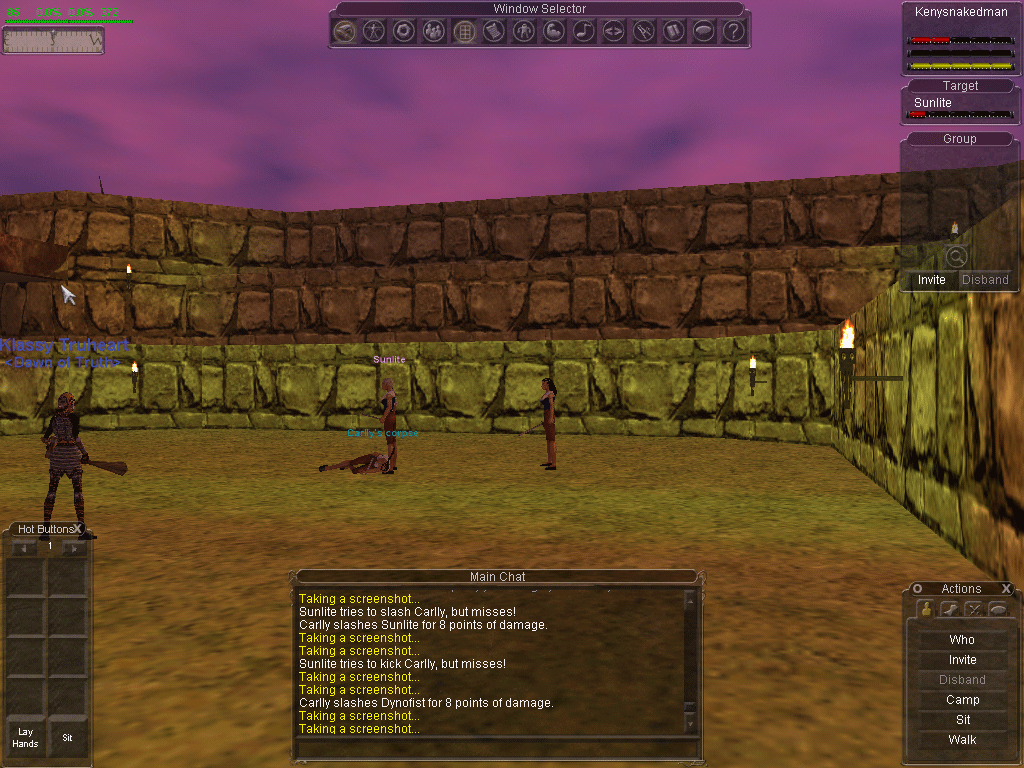 Window Selector
Kenysnakedman
Target
Sunlite
Group
Invite Disband
Klassy Truheart
<Dawn of Truth>
Sunlite
Carlly's corpse
Hot Buttons X
1
Lay
Hands
Sit
Main Chat
Taking a screenshot...
Sunlite tries to slash Carlly, but misses!
Carlly slashes Sunlite for 8 points of damage.
Taking a screenshot...
Taking a screenshot...
Sunlite tries to kick Carlly, but misses!
Taking a screenshot...
Taking a screenshot...
Carlly slashes Dynofist for 8 points of damage.
Taking a screenshot...
Taking a screenshot...
Actions X
Who
Invite
Disband
Camp
Sit
Walk